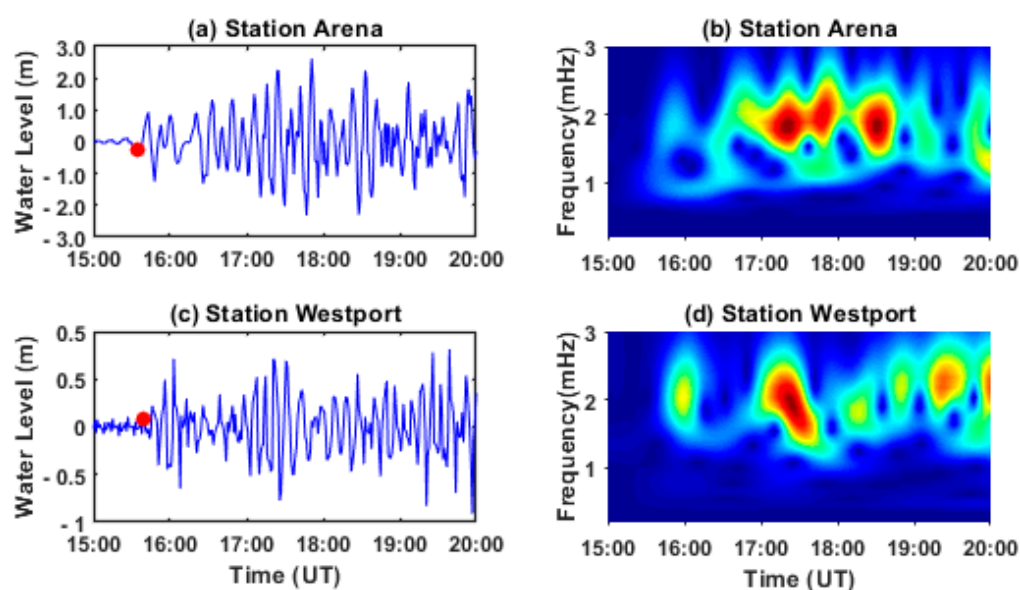 (a) Station Arena
(b) Station Arena
3.0
2.0
1.0
0
- 1.0
- 2.0
- 3.0
Water Level (m)
15:00 16:00 17:00 18:00 19:00 20:00
3
2
1
Frequency(mHz)
15:00 16:00 17:00 18:00 19:00 20:00
(c) Station Westport
(d) Station Westport
0.5
0.5
0
- 0.5
- 1
Water Level (m)
15:00 16:00 17:00 18:00 19:00 20:00
Time (UT)
3
2
1
Frequency(mHz)
15:00 16:00 17:00 18:00 19:00 20:00
Time (UT)